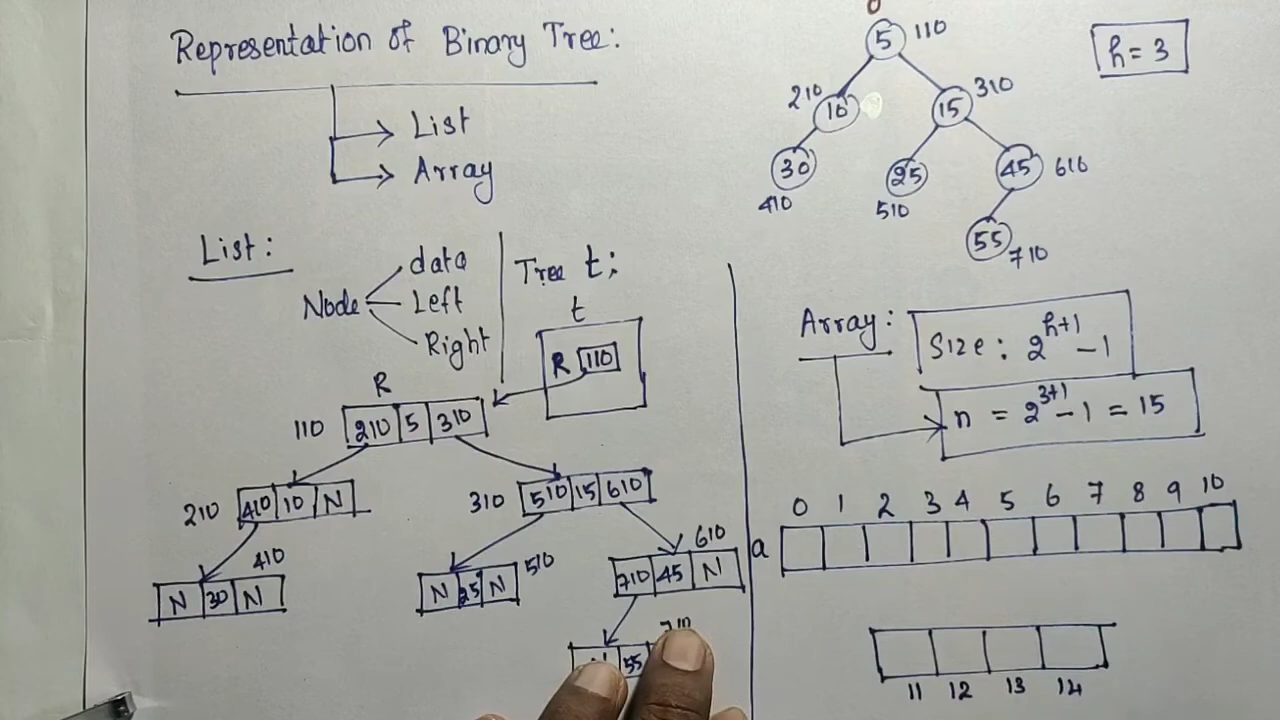 Representation of Binary Tree:
List
Array
5 110
h = 3
210 10
15 310
30
410
25
510
45 610
55 710
List:
Node
data
Left
Right
Tree t:
t
R 110
R
110 210 5 310
210 410 10 N
310 510 15 610
410
N 30 N
N 25 N 510
610
710 45 N
710
55
Array:
Size: 2^h+1 - 1
n = 2^3+1 - 1 = 15
0 1 2 3 4 5 6 7 8 9 10
a
11 12 13 14